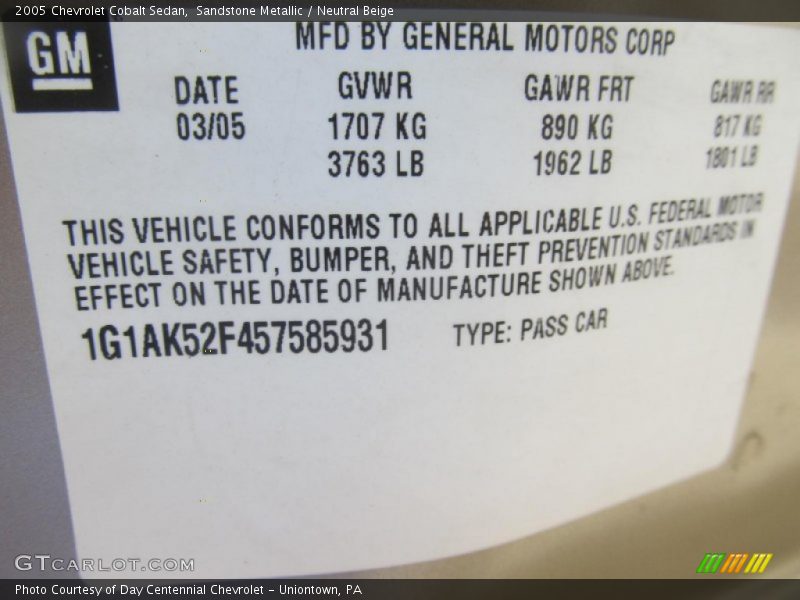 2005 Chevrolet Cobalt Sedan,  Sandstone Metallic / Neutral Beige
GM
MFD BY GENERAL MOTORS CORP
DATE GVWR GAWR FRT GAWR RR
03/05 1707 KG 890 KG 817 KG
3763 LB 1962 LB 1801 LB
THIS VEHICLE CONFORMS TO ALL APPLICABLE U.S. FEDERAL MOTOR
VEHICLE SAFETY, BUMPER, AND THEFT PREVENTION STANDARDS IN
EFFECT ON THE DATE OF MANUFACTURE SHOWN ABOVE.
1G1AK52F457585931 TYPE: PASS CAR
GTCARLOT.COM
Photo Courtesy of Day Centennial Chevrolet – Uniontown, PA